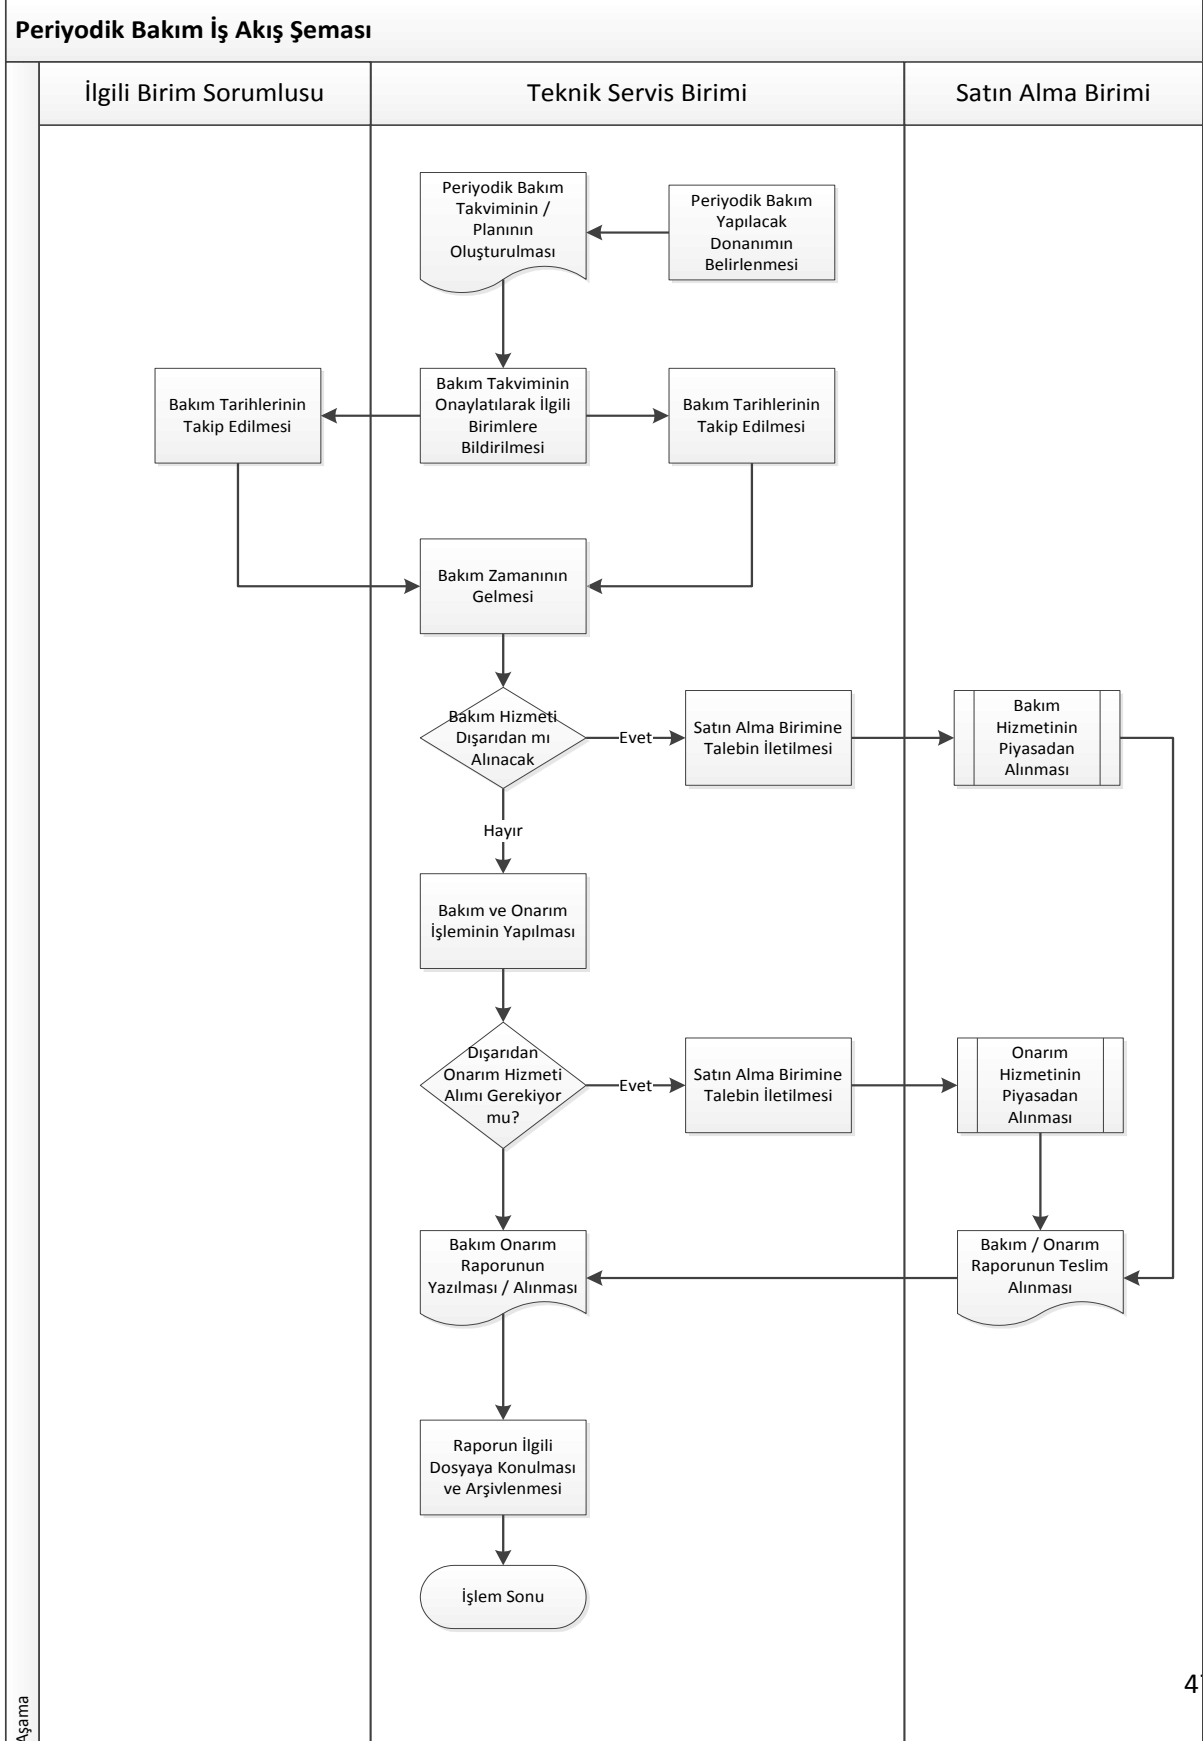 Periyodik Bakım İş Akış Şeması
İlgili Birim Sorumlusu
Teknik Servis Birimi
Satın Alma Birimi
Periyodik Bakım
Takviminin /
Planının
Oluşturulması
Periyodik Bakım
Yapılacak
Donanımın
Belirlenmesi
Bakım Tarihlerinin
Takip Edilmesi
Bakım Takviminin
Onaylatılarak İlgili
Birimlere
Bildirilmesi
Bakım Tarihlerinin
Takip Edilmesi
Bakım Zamanının
Gelmesi
Bakım Hizmeti
Dışarıdan mı
Alınacak
Evet
Satın Alma Birimine
Talebin İletilmesi
Bakım
Hizmetinin
Piyasadan
Alınması
Hayır
Bakım ve Onarım
İşleminin Yapılması
Dışarıdan
Onarım Hizmeti
Alımı Gerekiyor
mu?
Evet
Satın Alma Birimine
Talebin İletilmesi
Onarım
Hizmetinin
Piyasadan
Alınması
Bakım Onarım
Raporunun
Yazılması / Alınması
Bakım / Onarım
Raporunun Teslim
Alınması
Raporun İlgili
Dosyaya Konulması
ve Arşivlenmesi
İşlem Sonu
Aşama